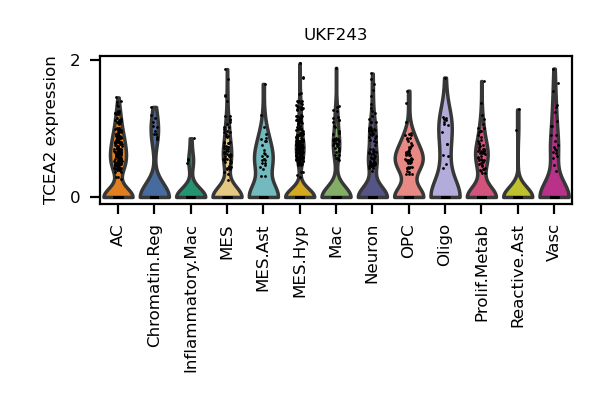 UKF243
TCEA2 expression
2
0
AC
Chromatin.Reg
Inflammatory.Mac
MES
MES.Ast
MES.Hyp
Mac
Neuron
OPC
Oligo
Prolif.Metab
Reactive.Ast
Vasc